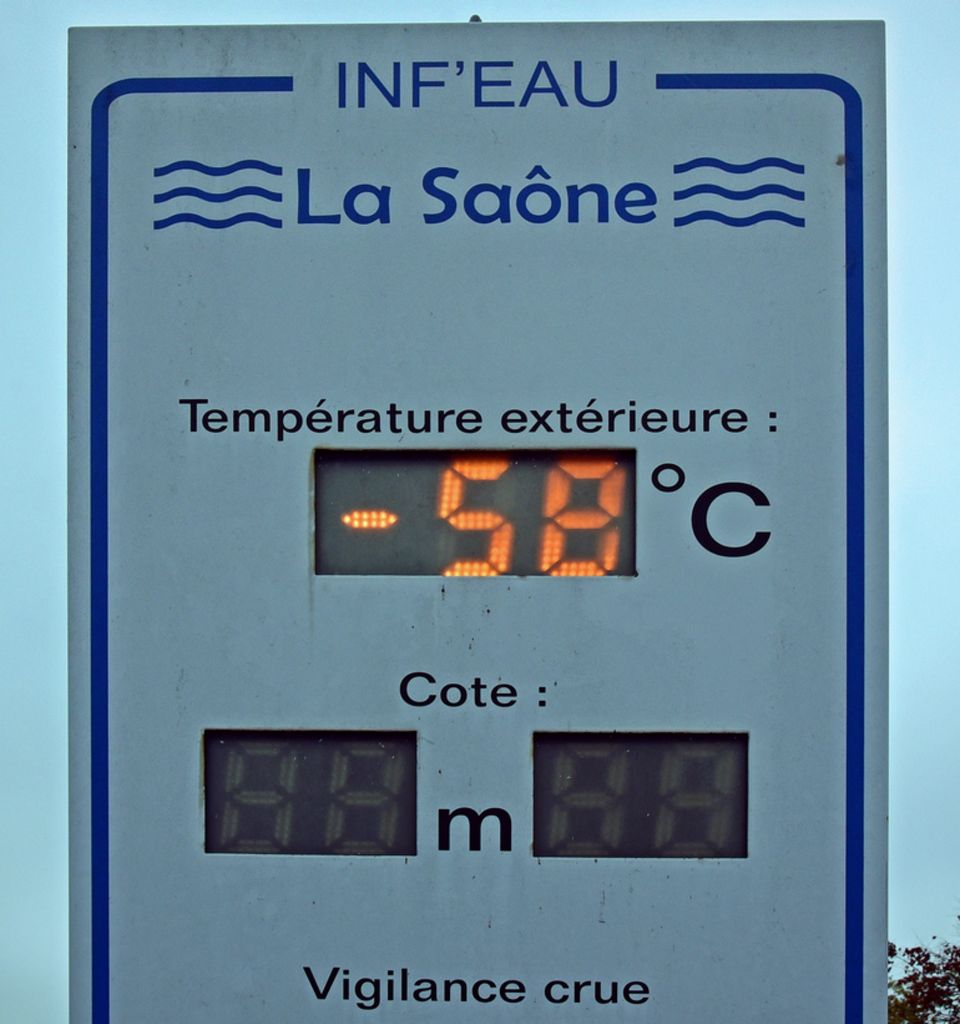 INF'EAU
La Saône
Température extérieure :
-58 °C
Cote :
m
Vigilance crue